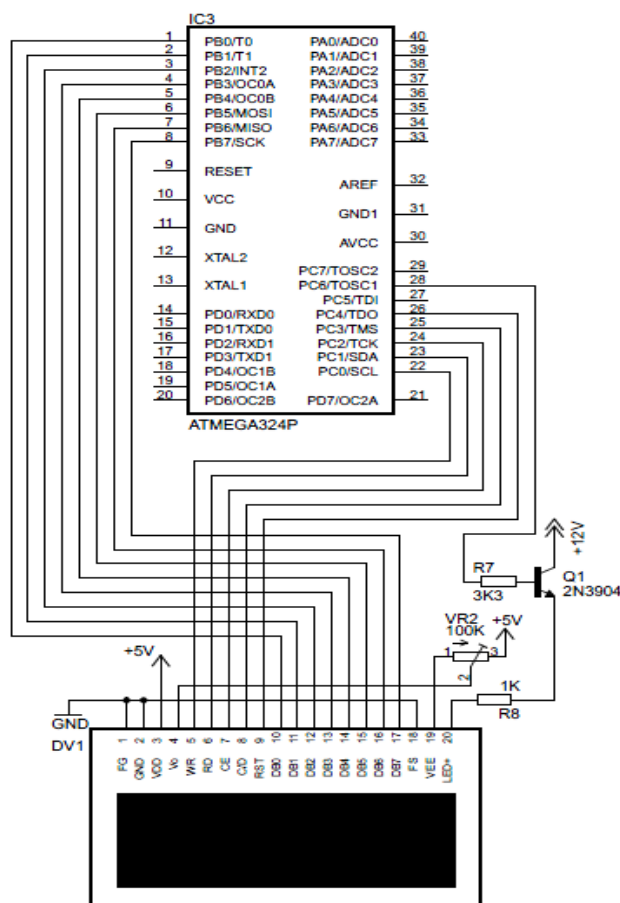 IC3
1 PB0/T0 PA0/ADC0 40
2 PB1/T1 PA1/ADC1 39
3 PB2/INT2 PA2/ADC2 38
4 PB3/OC0A PA3/ADC3 37
5 PB4/OC0B PA4/ADC4 36
6 PB5/MOSI PA5/ADC5 35
7 PB6/MISO PA6/ADC6 34
8 PB7/SCK PA7/ADC7 33
9 RESET
AREF 32
10 VCC
GND1 31
11 GND
AVCC 30
12 XTAL2
PC7/TOSC2 29
13 XTAL1 PC6/TOSC1 28
PC5/TDI 27
14 PD0/RXD0 PC4/TDO 26
15 PD1/TXD0 PC3/TMS 25
16 PD2/RXD1 PC2/TCK 24
17 PD3/TXD1 PC1/SDA 23
18 PD4/OC1B PC0/SCL 22
19 PD5/OC1A
20 PD6/OC2B PD7/OC2A 21
ATMEGA324P
+12V
R7
3K3
Q1
2N3904
VR2
100K
+5V
1 3
2
+5V
1K
R8
GND
DV1
1 2 3 4 5 6 7 8 9 10 11 12 13 14 15 16 17 18 19 20
FG GND VDD Vo WR RD CE C/D RST DB0 DB1 DB2 DB3 DB4 DB5 DB6 DB7 FS VEE LED+